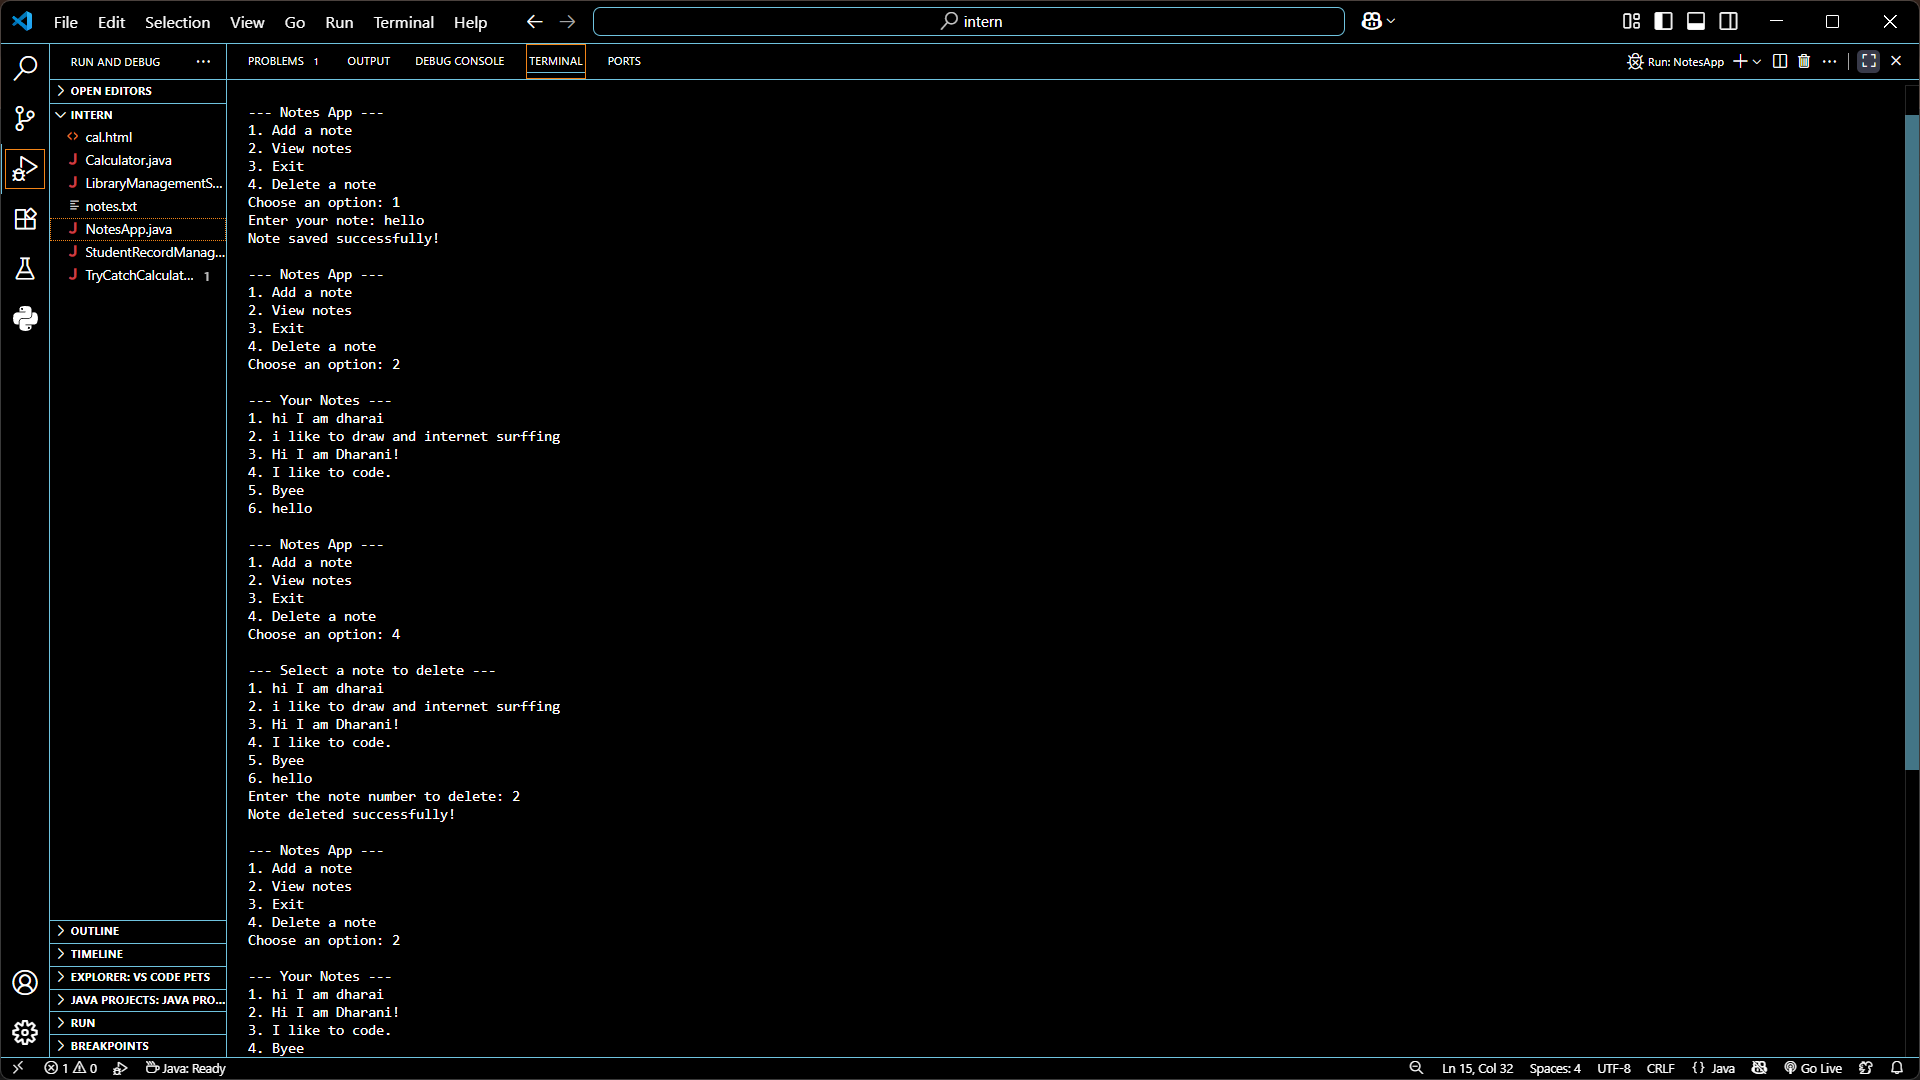 File Edit Selection View Go Run Terminal Help intern
RUN AND DEBUG
OPEN EDITORS
INTERN
cal.html
Calculator.java
LibraryManagementS...
notes.txt
NotesApp.java
StudentRecordManag...
TryCatchCalculat... 1
OUTLINE
TIMELINE
EXPLORER: VS CODE PETS
JAVA PROJECTS: JAVA PRO...
RUN
BREAKPOINTS
PROBLEMS 1 OUTPUT DEBUG CONSOLE TERMINAL PORTS Run: NotesApp
--- Notes App ---
1. Add a note
2. View notes
3. Exit
4. Delete a note
Choose an option: 1
Enter your note: hello
Note saved successfully!
--- Notes App ---
1. Add a note
2. View notes
3. Exit
4. Delete a note
Choose an option: 2
--- Your Notes ---
1. hi I am dharai
2. i like to draw and internet surffing
3. Hi I am Dharani!
4. I like to code.
5. Byee
6. hello
--- Notes App ---
1. Add a note
2. View notes
3. Exit
4. Delete a note
Choose an option: 4
--- Select a note to delete ---
1. hi I am dharai
2. i like to draw and internet surffing
3. Hi I am Dharani!
4. I like to code.
5. Byee
6. hello
Enter the note number to delete: 2
Note deleted successfully!
--- Notes App ---
1. Add a note
2. View notes
3. Exit
4. Delete a note
Choose an option: 2
--- Your Notes ---
1. hi I am dharai
2. Hi I am Dharani!
3. I like to code.
4. Byee
1 0 Java: Ready Ln 15, Col 32 Spaces: 4 UTF-8 CRLF {} Java Go Live